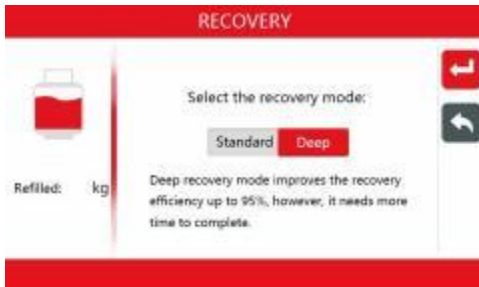 RECOVERY
Select the recovery mode:
Standard Deep
Refilled: kg
Deep recovery mode improves the recovery
efficiency up to 95%, however, it needs more
time to complete.